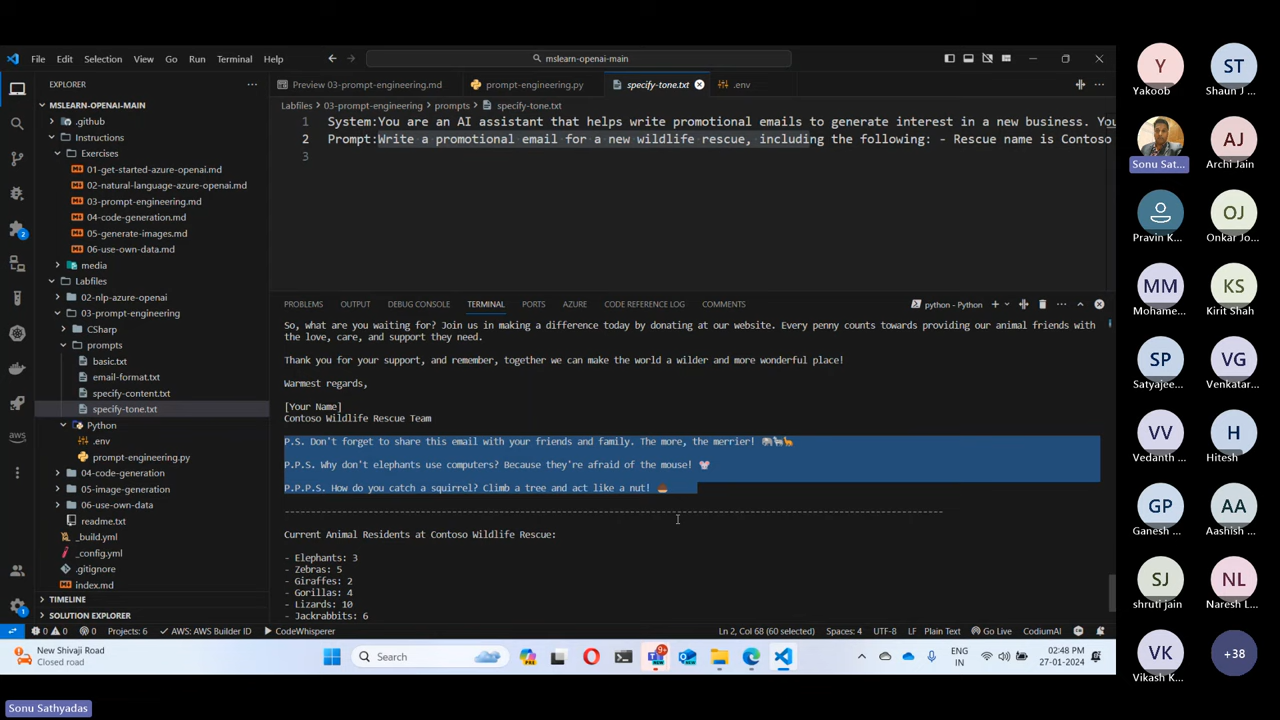 File Edit Selection View Go Run Terminal Help
mslearn-openai-main
EXPLORER
Preview 03-prompt-engineering.md
prompt-engineering.py
specify-tone.txt
.env
MSLEARN-OPENAI-MAIN
.github
Instructions
Exercises
01-get-started-azure-openai.md
02-natural-language-azure-openai.md
03-prompt-engineering.md
04-code-generation.md
05-generate-images.md
06-use-own-data.md
media
Labfiles
02-nlp-azure-openai
03-prompt-engineering
CSharp
prompts
basic.txt
email-format.txt
specify-content.txt
specify-tone.txt
Python
.env
prompt-engineering.py
04-code-generation
05-image-generation
06-use-own-data
readme.txt
_build.yml
_config.yml
.gitignore
index.md
TIMELINE
SOLUTION EXPLORER
Labfiles > 03-prompt-engineering > prompts > specify-tone.txt
1 System:You are an AI assistant that helps write promotional emails to generate interest in a new business. You
2 Prompt:Write a promotional email for a new wildlife rescue, including the following: - Rescue name is Contoso
3
PROBLEMS OUTPUT DEBUG CONSOLE TERMINAL PORTS AZURE CODE REFERENCE LOG COMMENTS
python - Python
So, what are you waiting for? Join us in making a difference today by donating at our website. Every penny counts towards providing our animal friends with
the love, care, and support they need.
Thank you for your support, and remember, together we can make the world a wilder and more wonderful place!
Warmest regards,
[Your Name]
Contoso Wildlife Rescue Team
P.S. Don't forget to share this email with your friends and family. The more, the merrier! 🐘🦓🦒
P.P.S. Why don't elephants use computers? Because they're afraid of the mouse! 🐭
P.P.P.S. How do you catch a squirrel? Climb a tree and act like a nut! 🌰
Current Animal Residents at Contoso Wildlife Rescue:
- Elephants: 3
- Zebras: 5
- Giraffes: 2
- Gorillas: 4
- Lizards: 10
- Jackrabbits: 6
0 0 0 Projects: 6 AWS: AWS Builder ID CodeWhisperer
Ln 2, Col 68 (60 selected) Spaces: 4 UTF-8 LF Plain Text Go Live CodiumAI
New Shivaji Road
Closed road
Search
9+
ENG
IN
02:48 PM
27-01-2024
Sonu Sathyadas
Y
Yakoob
ST
Shaun J ...
Sonu Sat...
AJ
Archi Jain
Pravin K...
OJ
Onkar Jo...
MM
Mohame...
KS
Kirit Shah
SP
Satyajee...
VG
Venkatar...
VV
Vedanth ...
H
Hitesh
GP
Ganesh ...
AA
Aashish ...
SJ
shruti jain
NL
Naresh L...
VK
Vikash K...
+38